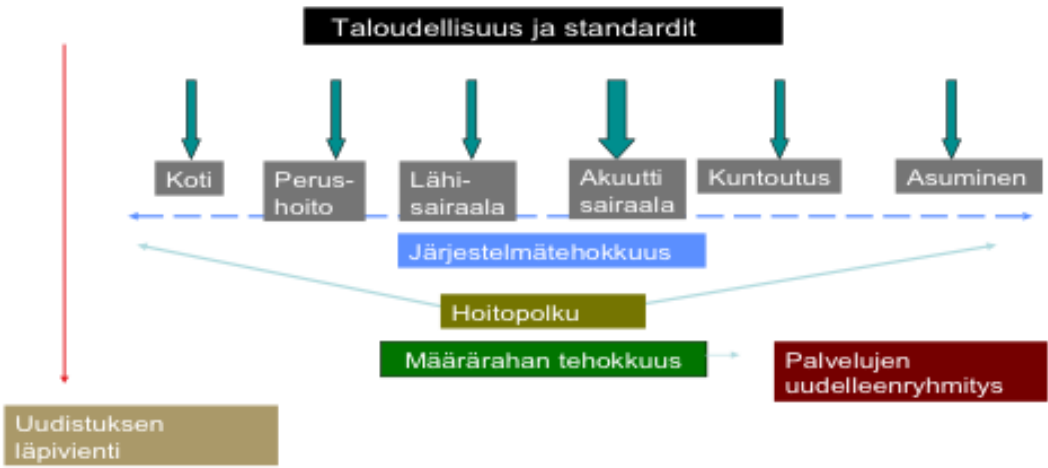 Taloudellisuus ja standardit
Koti
Perus-
hoito
Lähi-
sairaala
Akuutti
sairaala
Kuntoutus
Asuminen
Järjestelmätehokkuus
Hoitopolku
Määrärahan tehokkuus
Palvelujen
uudelleenryhmitys
Uudistuksen
läpivienti